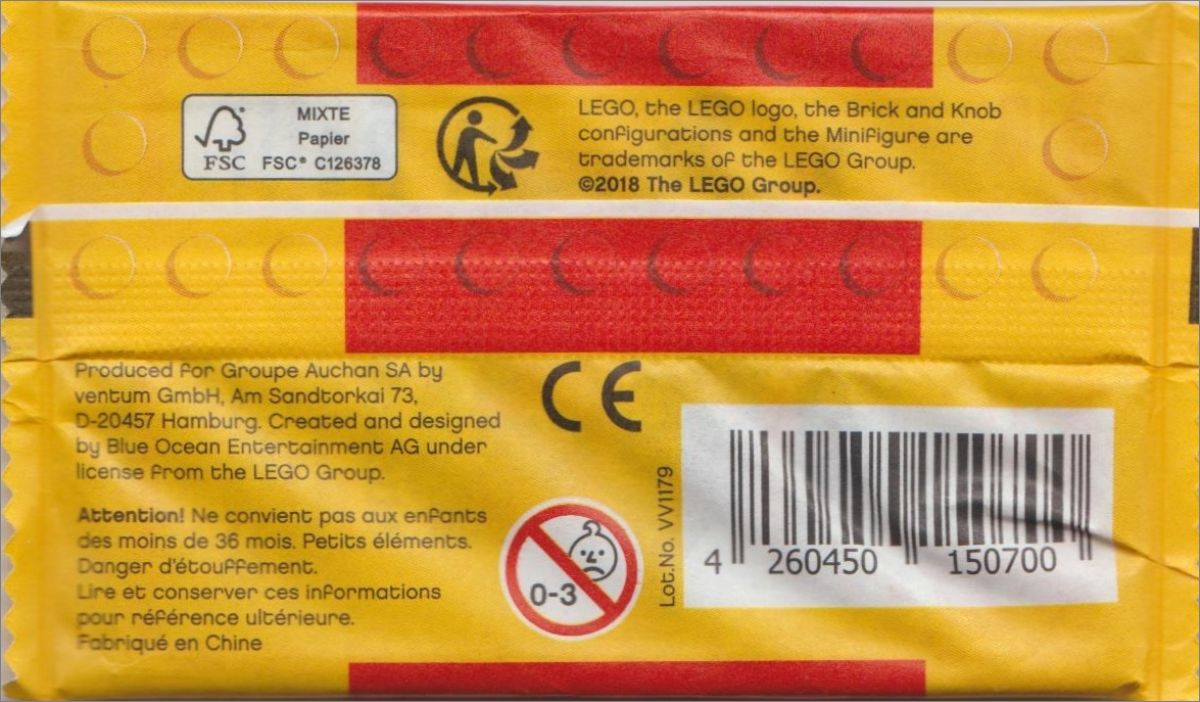 MIXTE
Papier
FSC® C126378
FSC
LEGO, the LEGO logo, the Brick and Knob
configurations and the Minifigure are
trademarks of the LEGO Group.
©2018 The LEGO Group.
Produced for Groupe Auchan SA by
ventum GmbH, Am Sandtorkai 73,
D-20457 Hamburg. Created and designed
by Blue Ocean Entertainment AG under
license from the LEGO Group.
CE
Attention! Ne convient pas aux enfants
des moins de 36 mois. Petits éléments.
Danger d'étouffement.
Lire et conserver ces informations
pour référence ultérieure.
Fabriqué en Chine
0-3
Lot.No. VV1179
4 260450 150700